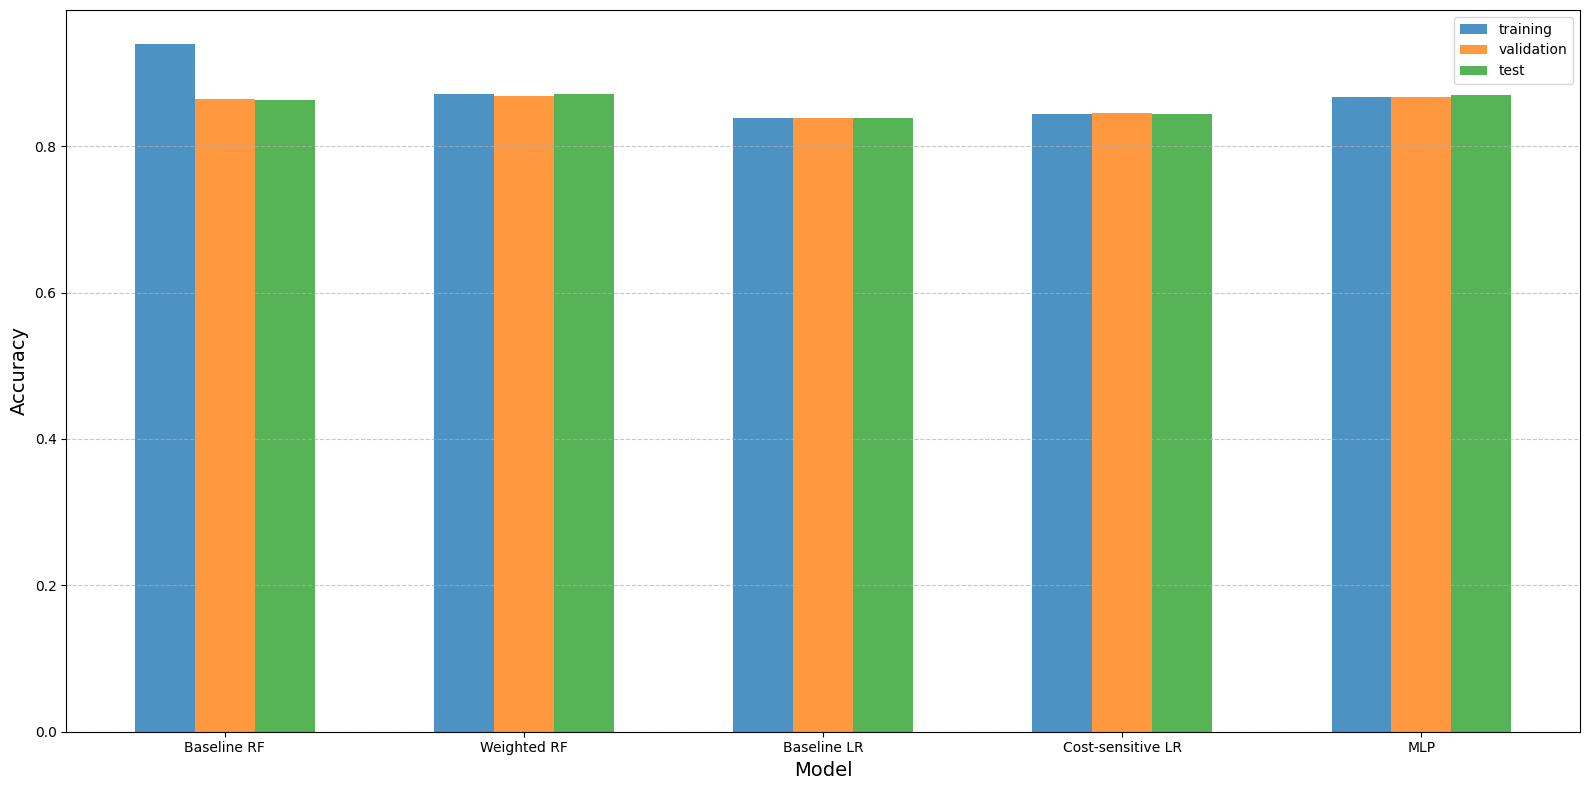 training
validation
test
Accuracy
0.8
0.6
0.4
0.2
0.0
Baseline RF
Weighted RF
Baseline LR
Cost-sensitive LR
MLP
Model